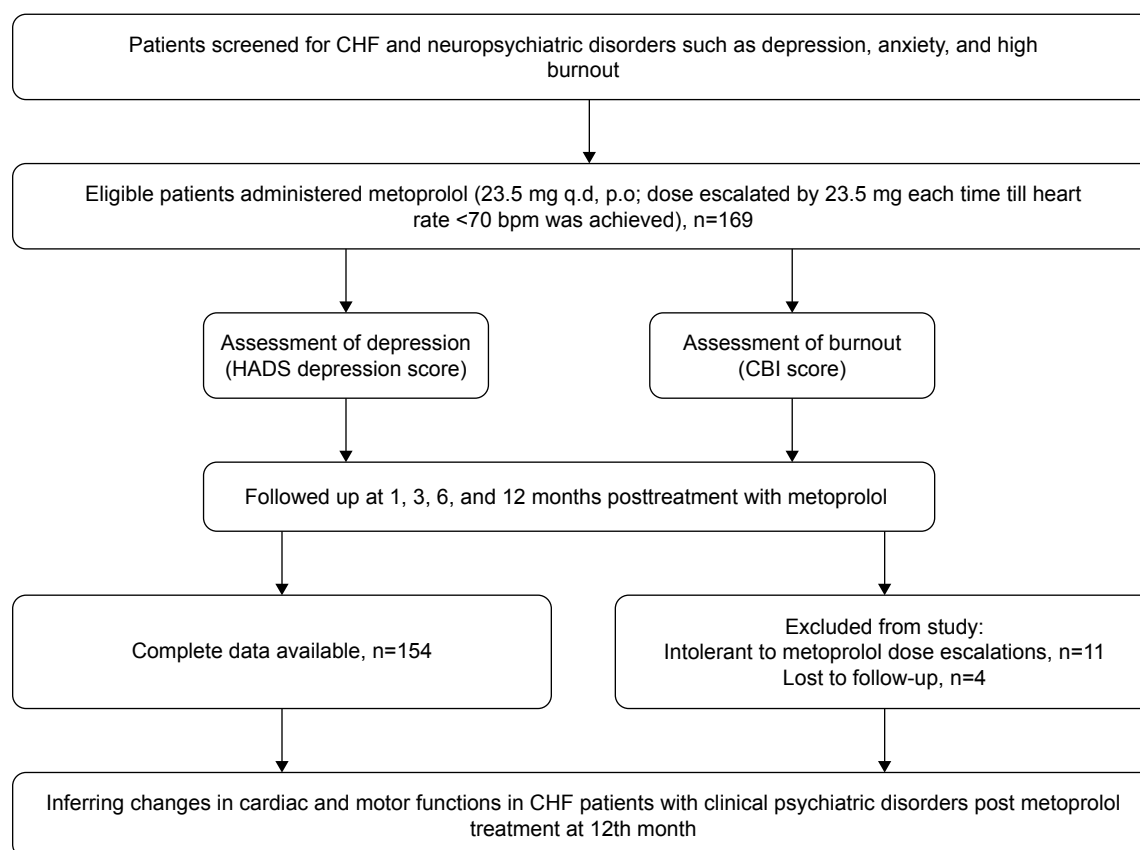 Patients screened for CHF and neuropsychiatric disorders such as depression, anxiety, and high
burnout
Eligible patients administered metoprolol (23.5 mg q.d, p.o; dose escalated by 23.5 mg each time till heart
rate <70 bpm was achieved), n=169
Assessment of depression
(HADS depression score)
Assessment of burnout
(CBI score)
Followed up at 1, 3, 6, and 12 months posttreatment with metoprolol
Complete data available, n=154
Excluded from study:
Intolerant to metoprolol dose escalations, n=11
Lost to follow-up, n=4
Inferring changes in cardiac and motor functions in CHF patients with clinical psychiatric disorders post metoprolol
treatment at 12th month